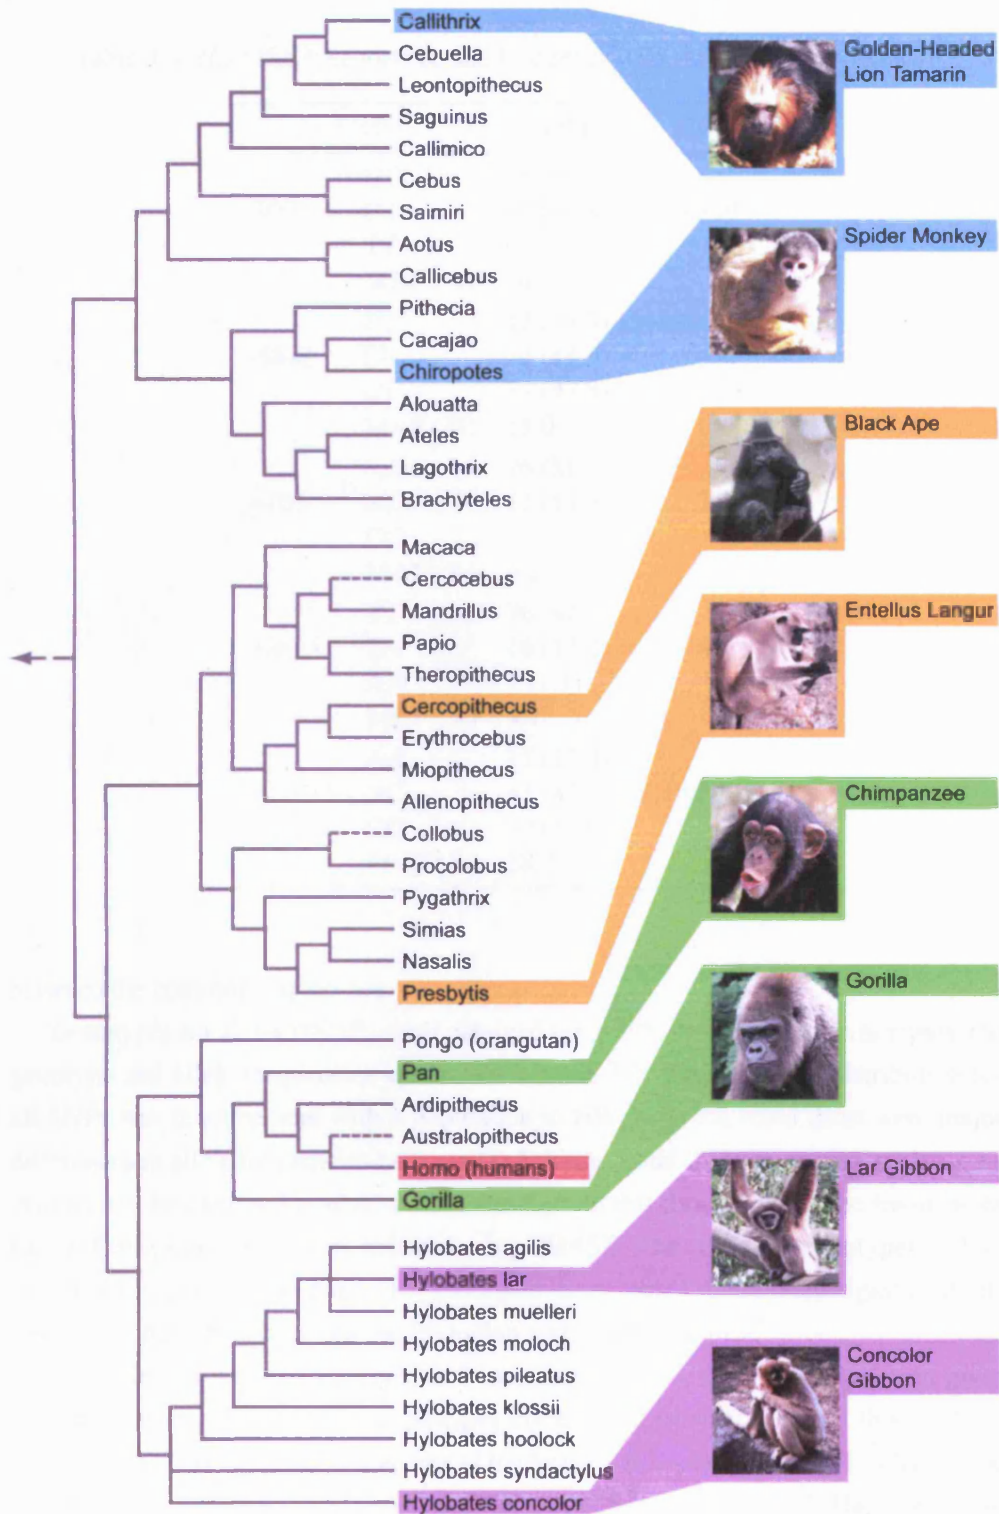 Callithrix
Cebuella
Leontopithecus
Saguinus
Callimico
Cebus
Saimiri
Aotus
Callicebus
Pithecia
Cacajao
Chiropotes
Alouatta
Ateles
Lagothrix
Brachyteles
Macaca
Cercocebus
Mandrillus
Papio
Theropithecus
Cercopithecus
Erythrocebus
Miopithecus
Allenopithecus
Collobus
Procolobus
Pygathrix
Simias
Nasalis
Presbytis
Pongo (orangutan)
Pan
Ardipithecus
Australopithecus
Homo (humans)
Gorilla
Hylobates agilis
Hylobates lar
Hylobates muelleri
Hylobates moloch
Hylobates pileatus
Hylobates klossii
Hylobates hoolock
Hylobates syndactylus
Hylobates concolor
Golden-Headed
Lion Tamarin
Spider Monkey
Black Ape
Entellus Langur
Chimpanzee
Gorilla
Lar Gibbon
Concolor
Gibbon